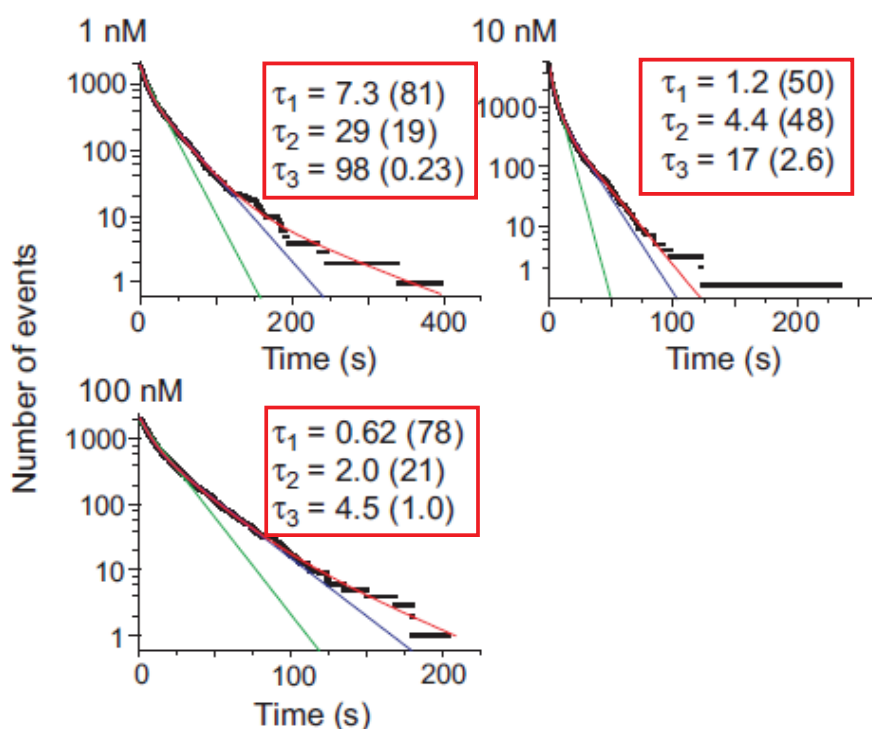 1 nM
1000
100
10
1
τ1 = 7.3 (81)
τ2 = 29 (19)
τ3 = 98 (0.23)
0
200
400
Time (s)
10 nM
1000
100
10
1
τ1 = 1.2 (50)
τ2 = 4.4 (48)
τ3 = 17 (2.6)
0
100
200
Time (s)
Number of events
100 nM
1000
100
10
1
τ1 = 0.62 (78)
τ2 = 2.0 (21)
τ3 = 4.5 (1.0)
0
100
200
Time (s)